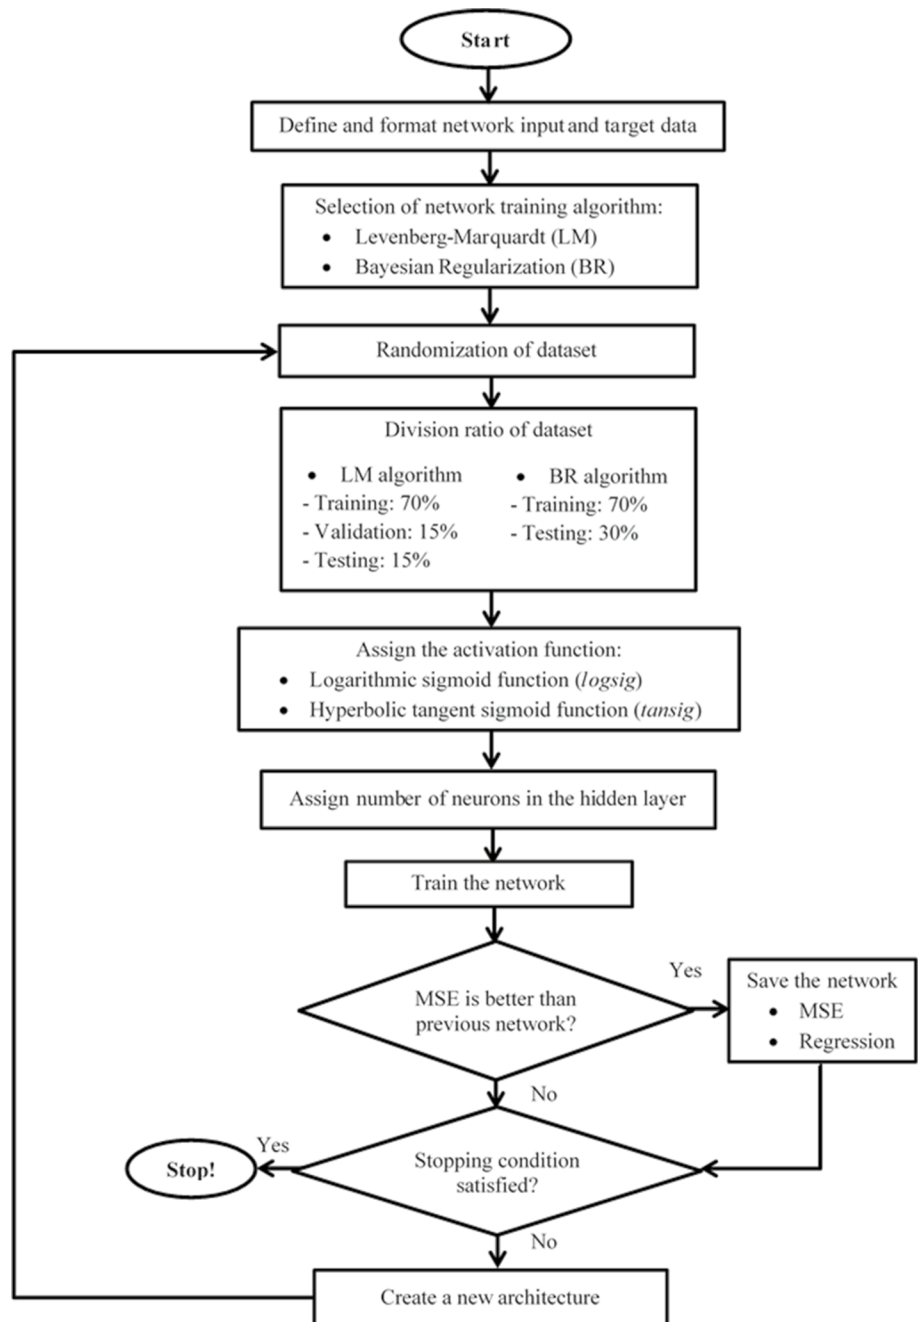 Start
Define and format network input and target data
Selection of network training algorithm:
• Levenberg-Marquardt (LM)
• Bayesian Regularization (BR)
Randomization of dataset
Division ratio of dataset
• LM algorithm
- Training: 70%
- Validation: 15%
- Testing: 15%
• BR algorithm
- Training: 70%
- Testing: 30%
Assign the activation function:
• Logarithmic sigmoid function (logsig)
• Hyperbolic tangent sigmoid function (tansig)
Assign number of neurons in the hidden layer
Train the network
MSE is better than
previous network?
Yes
Save the network
• MSE
• Regression
No
Stopping condition
satisfied?
Yes
Stop!
No
Create a new architecture